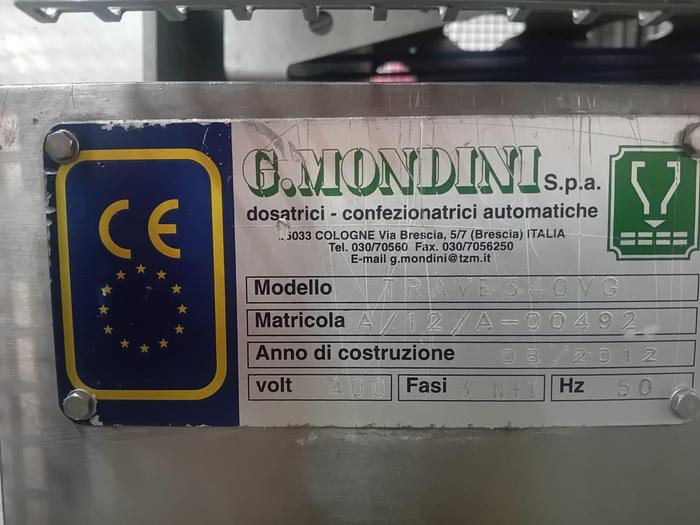 CE
G.MONDINI S.p.a.
dosatrici - confezionatrici automatiche
25033 COLOGNE Via Brescia, 5/7 (Brescia) ITALIA
Tel. 030/70560 Fax. 030/7056250
E-mail g.mondini@tzm.it
Modello TRAVE340VG
Matricola A/12/A-00492
Anno di costruzione 08/2012
volt 400 Fasi 3 N+T Hz 50